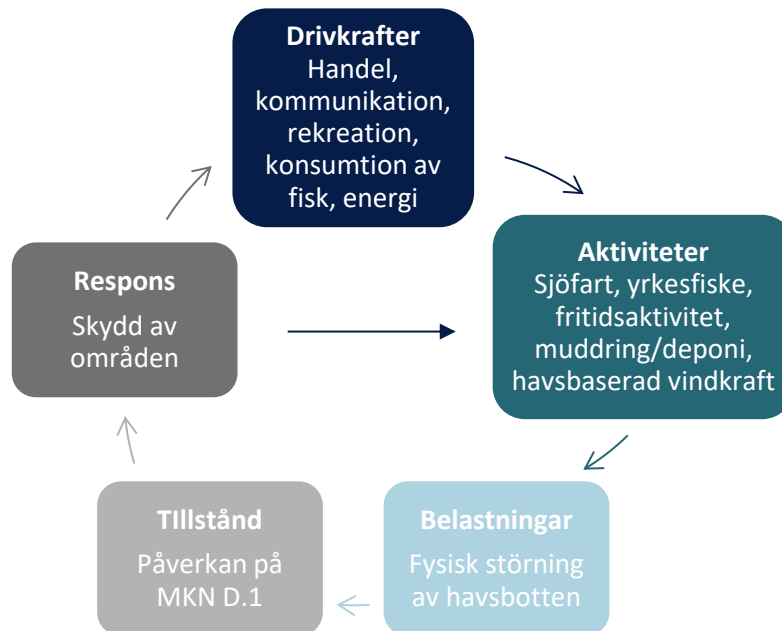 Drivkrafter
Handel,
kommunikation,
rekreation,
konsumtion av
fisk, energi
Aktiviteter
Sjöfart, yrkesfiske,
fritidsaktivitet,
muddring/deponi,
havsbaserad vindkraft
Belastningar
Fysisk störning
av havsbotten
TIllstånd
Påverkan på
MKN D.1
Respons
Skydd av
områden